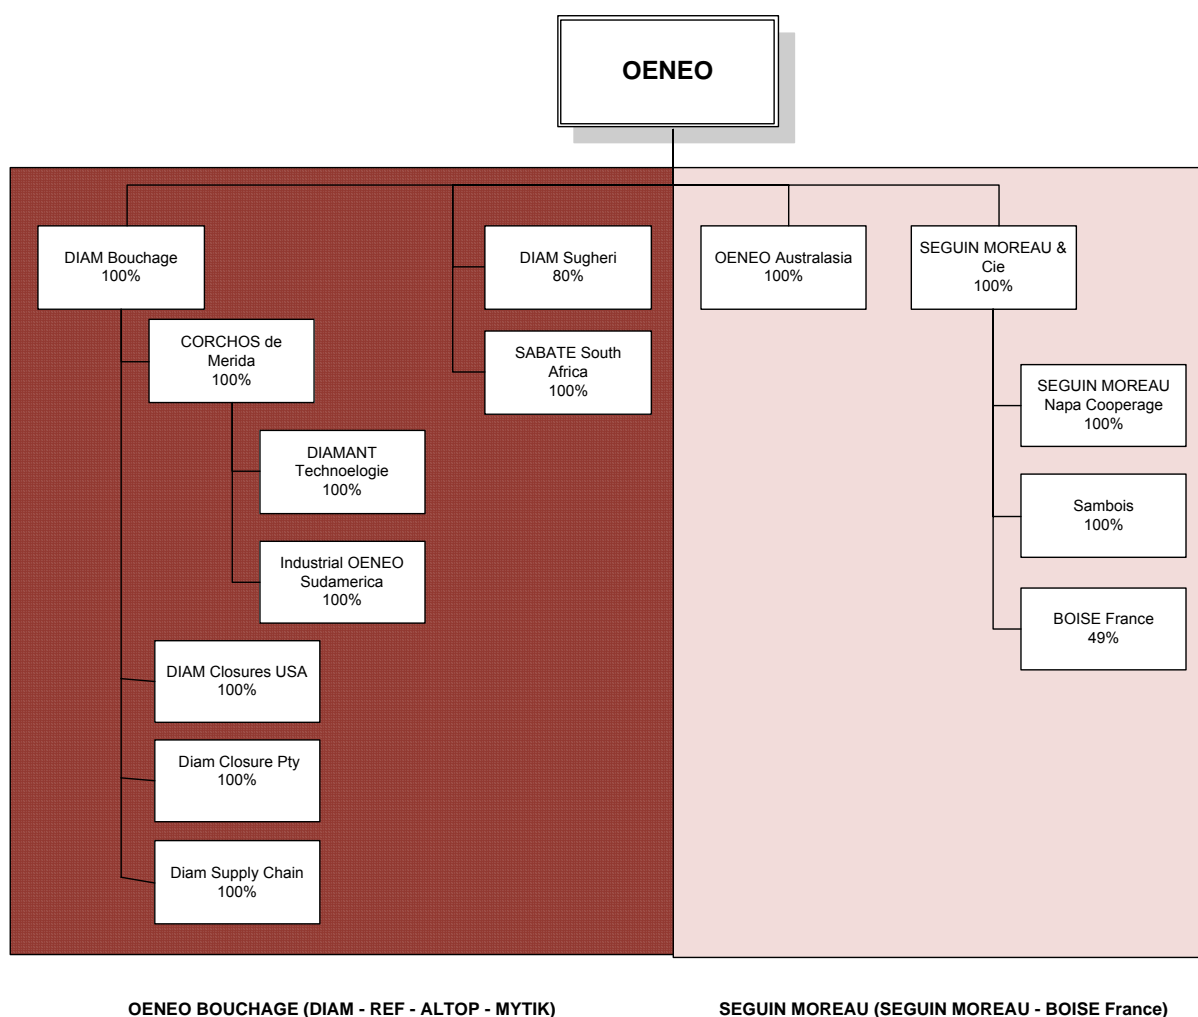 OENEO
DIAM Bouchage
100%
CORCHOS de
Merida
100%
DIAMANT
Technoelogie
100%
Industrial OENEO
Sudamerica
100%
DIAM Closures USA
100%
Diam Closure Pty
100%
Diam Supply Chain
100%
DIAM Sugheri
80%
SABATE South
Africa
100%
OENEO Australasia
100%
SEGUIN MOREAU &
Cie
100%
SEGUIN MOREAU
Napa Cooperage
100%
Sambois
100%
BOISE France
49%
OENEO BOUCHAGE (DIAM - REF - ALTOP - MYTIK)
SEGUIN MOREAU (SEGUIN MOREAU - BOISE France)